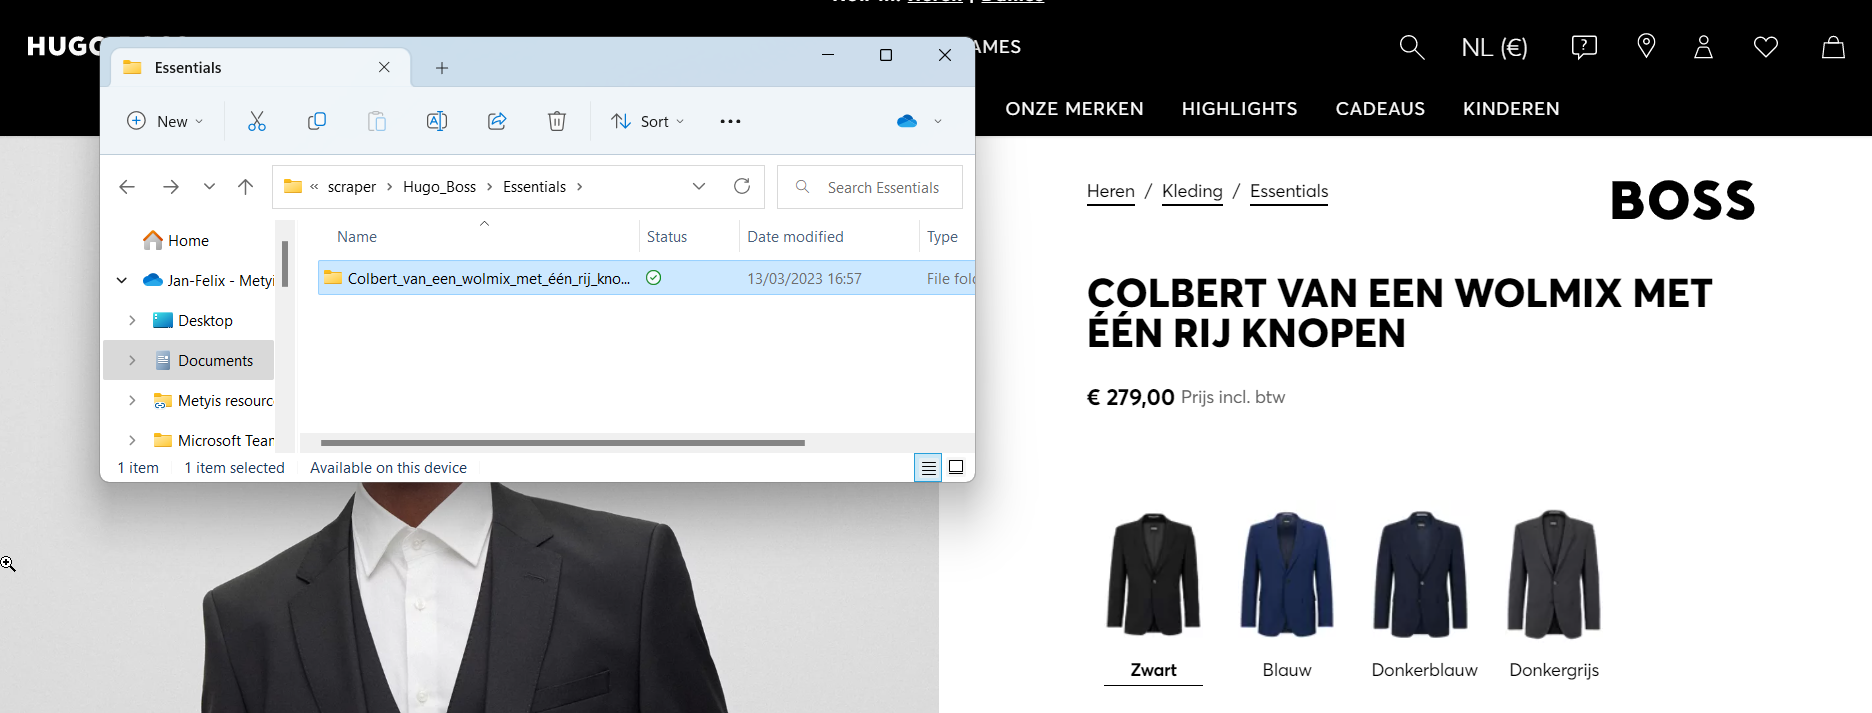 HUGO
Essentials
AMES
NL (€)
?
New
Sort
ONZE MERKEN
HIGHLIGHTS
CADEAUS
KINDEREN
« scraper > Hugo_Boss > Essentials >
Search Essentials
Heren / Kleding / Essentials
BOSS
Name
Status
Date modified
Type
Home
Colbert_van_een_wolmix_met_één_rij_kno...
13/03/2023 16:57
File fold
Jan-Felix - Metyi
Desktop
Documents
Metyis resourc
Microsoft Tear
1 item
1 item selected
Available on this device
COLBERT VAN EEN WOLMIX MET
ÉÉN RIJ KNOPEN
€ 279,00 Prijs incl. btw
Zwart
Blauw
Donkerblauw
Donkergrijs